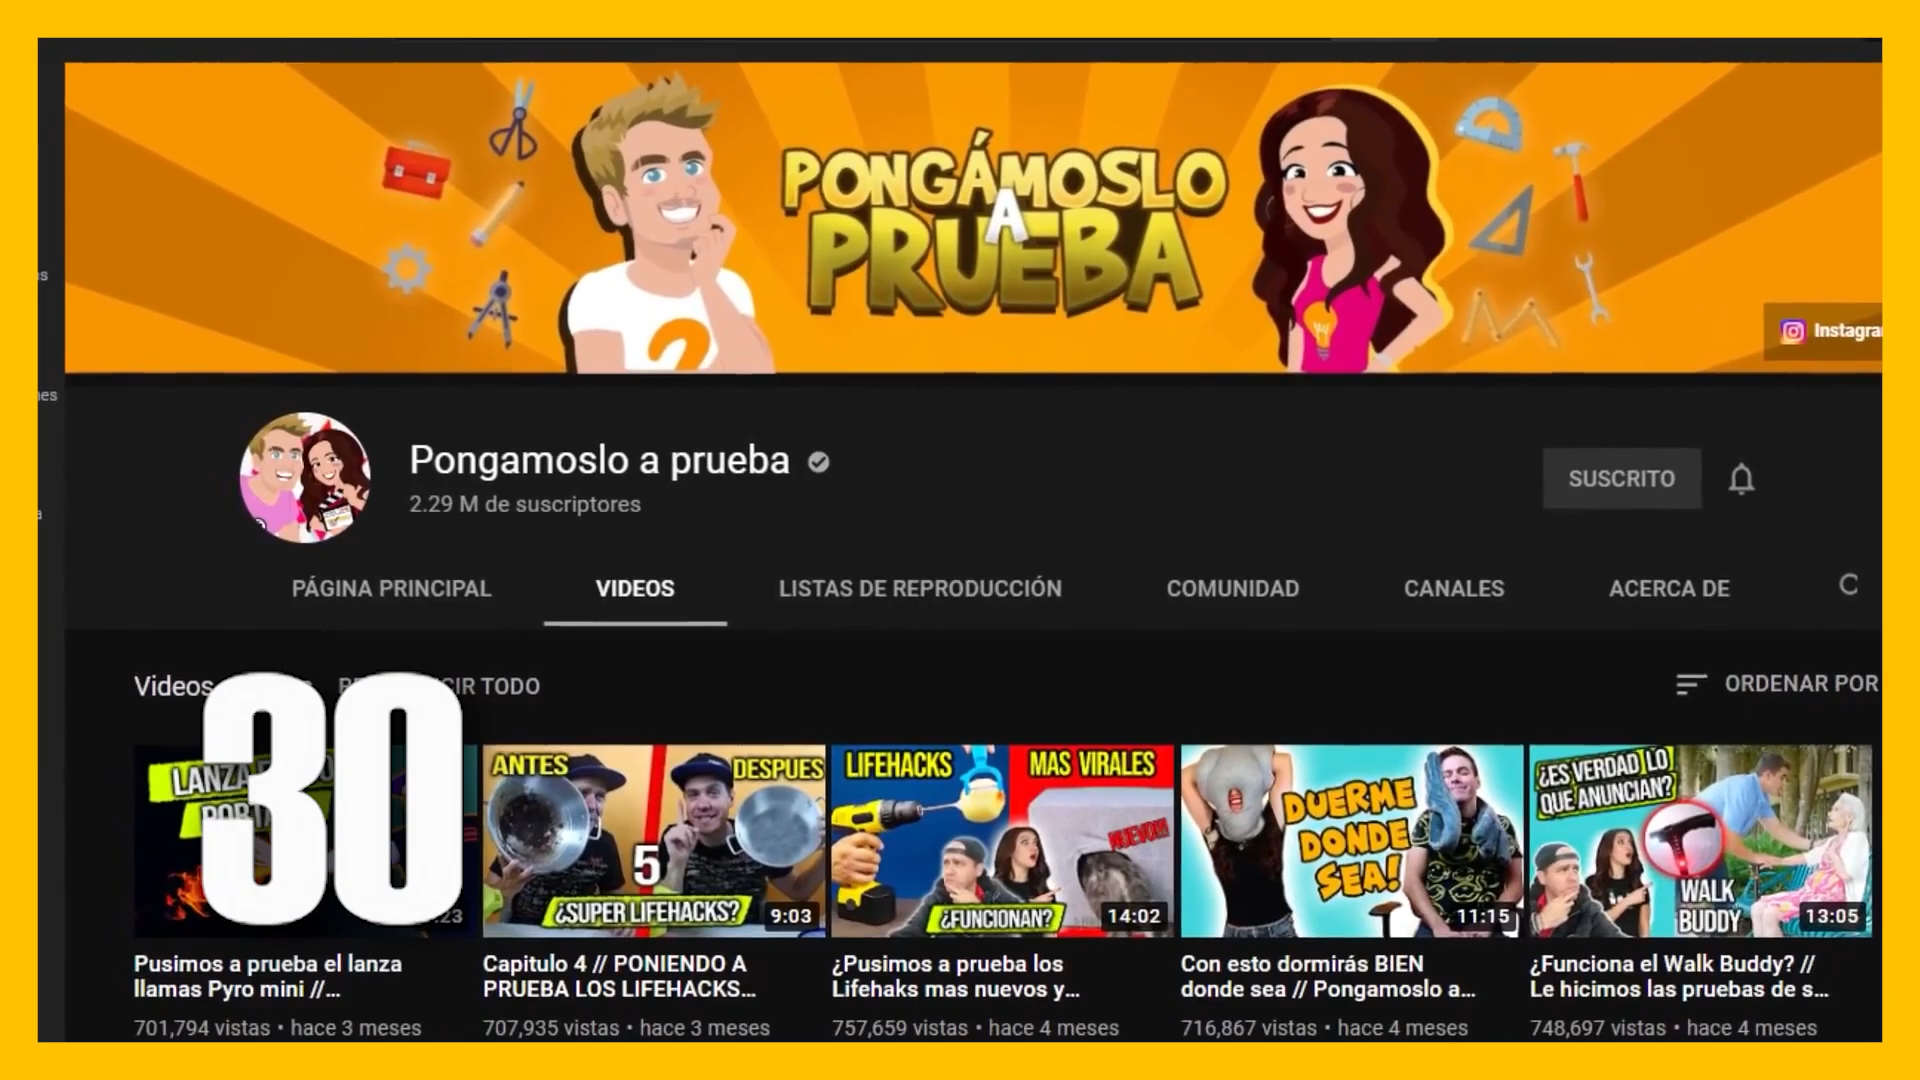 PONGÁMOSLO
A
PRUEBA
Instagra
Pongamoslo a prueba
2.29 M de suscriptores
SUSCRITO
PÁGINA PRINCIPAL
VIDEOS
LISTAS DE REPRODUCCIÓN
COMUNIDAD
CANALES
ACERCA DE
Videos
TODO
ORDENAR POR
30
ANTES
DESPUES
5
¿SUPER LIFEHACKS?
9:03
LIFEHACKS
MAS VIRALES
NUEVO!!!
¿FUNCIONAN?
14:02
DUERME
DONDE
SEA!
11:15
¿ES VERDAD LO
QUE ANUNCIAN?
WALK
BUDDY
13:05
Pusimos a prueba el lanza
llamas Pyro mini //...
701,794 vistas • hace 3 meses
Capitulo 4 // PONIENDO A
PRUEBA LOS LIFEHACKS...
707,935 vistas • hace 3 meses
¿Pusimos a prueba los
Lifehaks mas nuevos y...
757,659 vistas • hace 4 meses
Con esto dormirás BIEN
donde sea // Pongamoslo a...
716,867 vistas • hace 4 meses
¿Funciona el Walk Buddy? //
Le hicimos las pruebas de s...
748,697 vistas • hace 4 meses